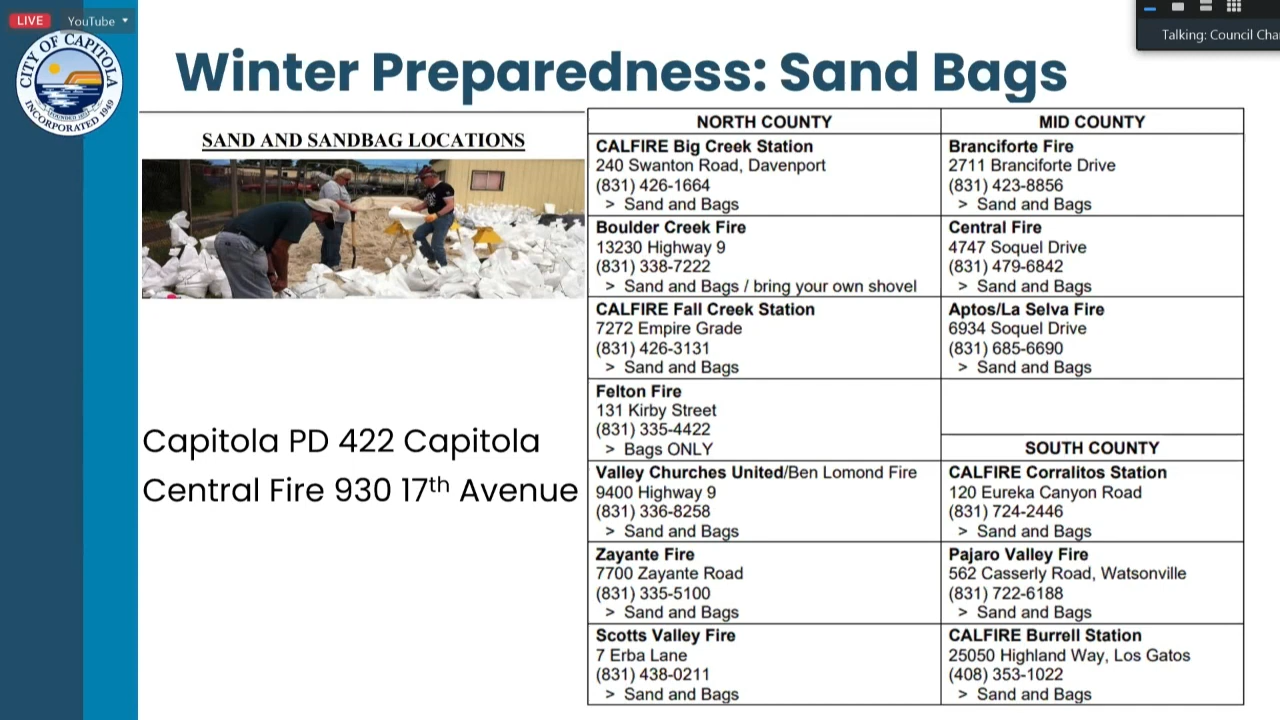 LIVE
YouTube
Talking: Council Cha
CITY OF CAPITOLA
INCORPORATED 1949
Winter Preparedness: Sand Bags
SAND AND SANDBAG LOCATIONS
Capitola PD 422 Capitola
Central Fire 930 17th Avenue
NORTH COUNTY
CALFIRE Big Creek Station
240 Swanton Road, Davenport
(831) 426-1664
> Sand and Bags
Boulder Creek Fire
13230 Highway 9
(831) 338-7222
> Sand and Bags / bring your own shovel
CALFIRE Fall Creek Station
7272 Empire Grade
(831) 426-3131
> Sand and Bags
Felton Fire
131 Kirby Street
(831) 335-4422
> Bags ONLY
Valley Churches United/Ben Lomond Fire
9400 Highway 9
(831) 336-8258
> Sand and Bags
Zayante Fire
7700 Zayante Road
(831) 335-5100
> Sand and Bags
Scotts Valley Fire
7 Erba Lane
(831) 438-0211
> Sand and Bags
MID COUNTY
Branciforte Fire
2711 Branciforte Drive
(831) 423-8856
> Sand and Bags
Central Fire
4747 Soquel Drive
(831) 479-6842
> Sand and Bags
Aptos/La Selva Fire
6934 Soquel Drive
(831) 685-6690
> Sand and Bags
SOUTH COUNTY
CALFIRE Corralitos Station
120 Eureka Canyon Road
(831) 724-2446
> Sand and Bags
Pajaro Valley Fire
562 Casserly Road, Watsonville
(831) 722-6188
> Sand and Bags
CALFIRE Burrell Station
25050 Highland Way, Los Gatos
(408) 353-1022
> Sand and Bags